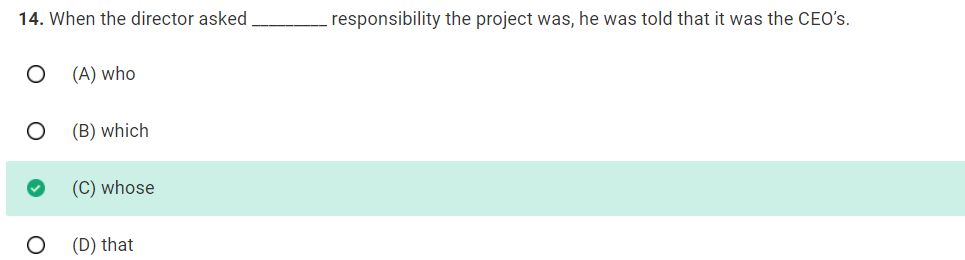 14. When the director asked _________ responsibility the project was, he was told that it was the CEO’s.
(A) who
(B) which
(C) whose
(D) that